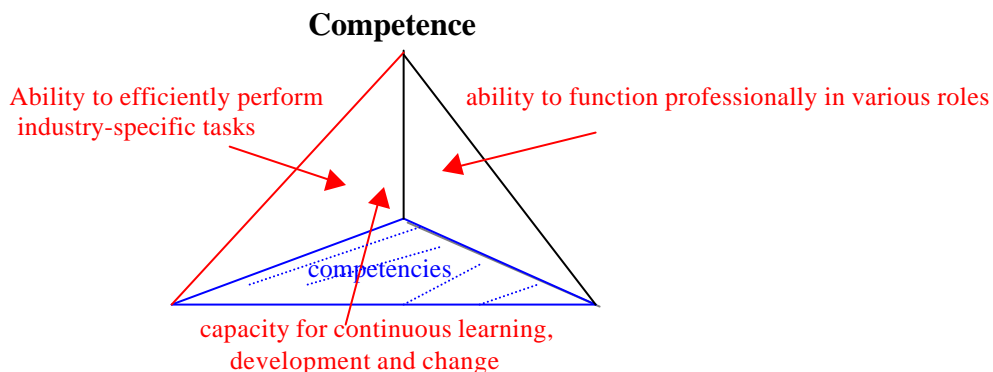 Competence
Ability to efficiently perform
industry-specific tasks
ability to function professionally in various roles
competencies
capacity for continuous learning,
development and change